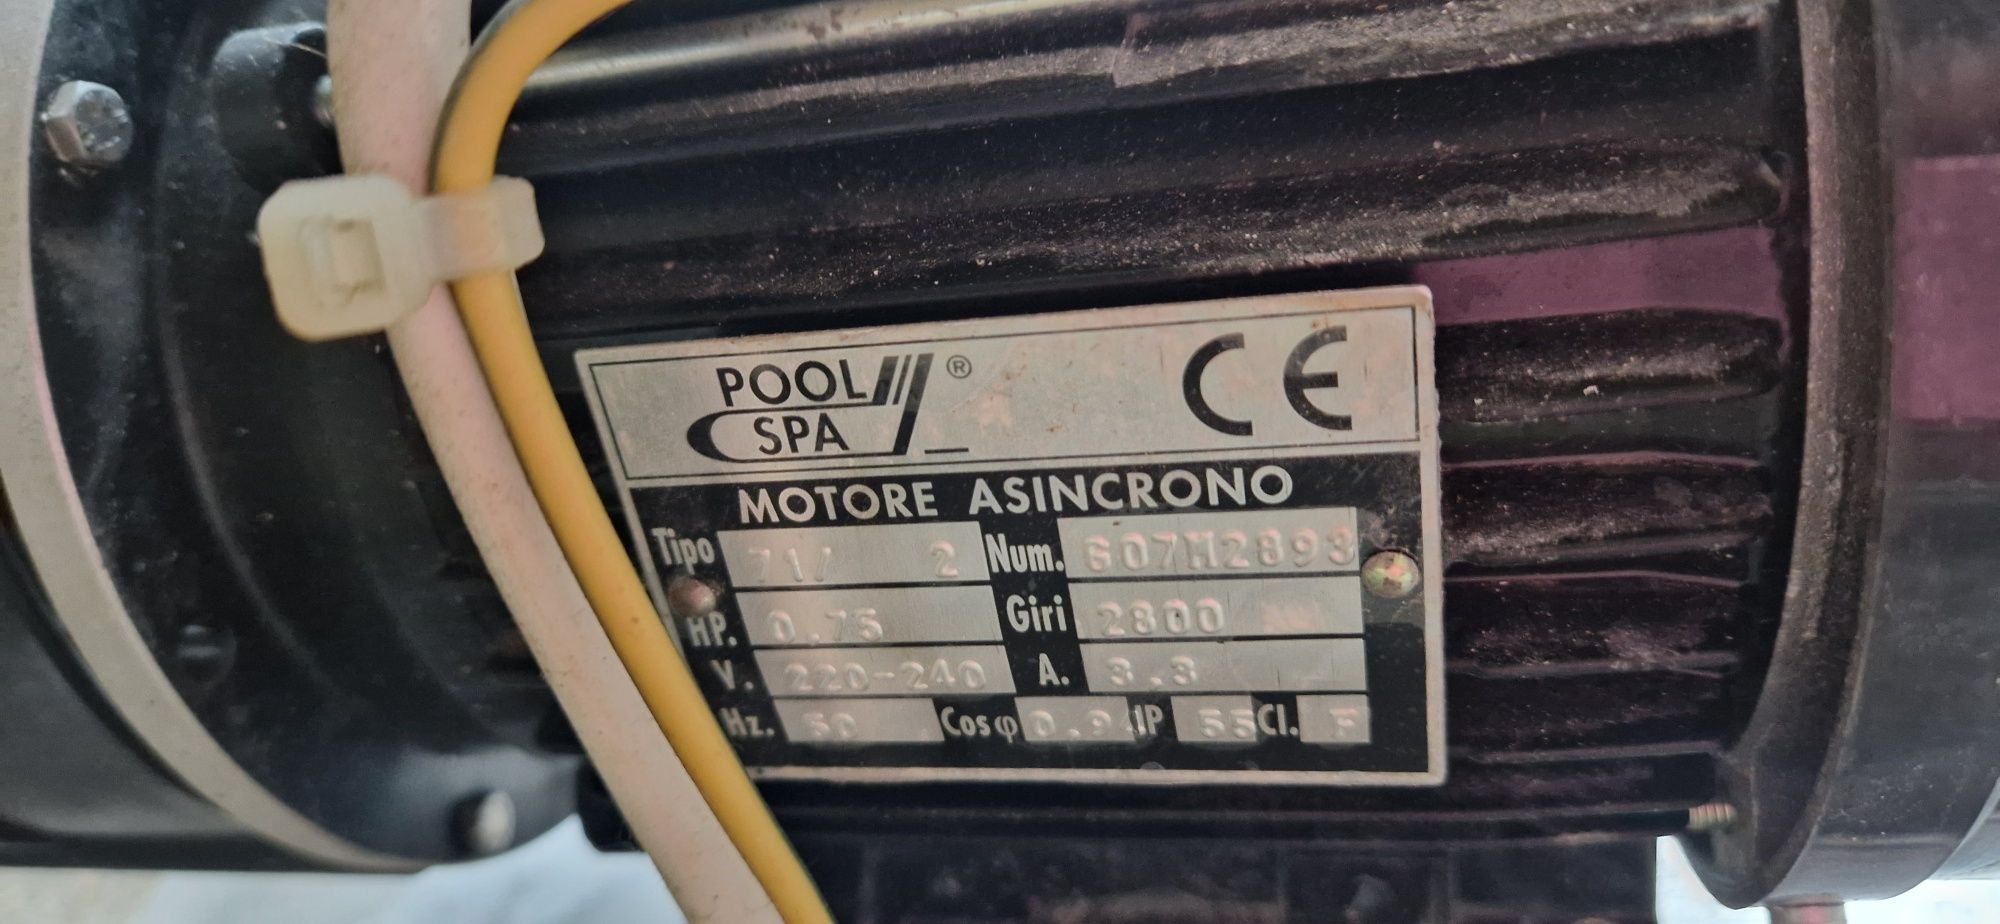 POOL ®
SPA
CE
MOTORE ASINCRONO
Tipo 71/ 2 Num. G07M2893
HP. 0.75 Giri 2800
V. 220-240 A. 3.3
Hz. 50 Cosφ 0.94 IP 55 Cl. F